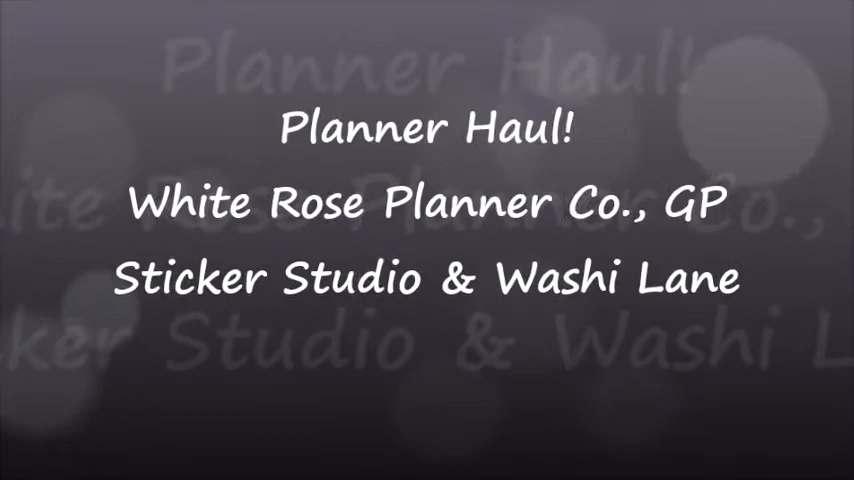 Planner Haul!
White Rose Planner Co., GP
Sticker Studio & Washi Lane